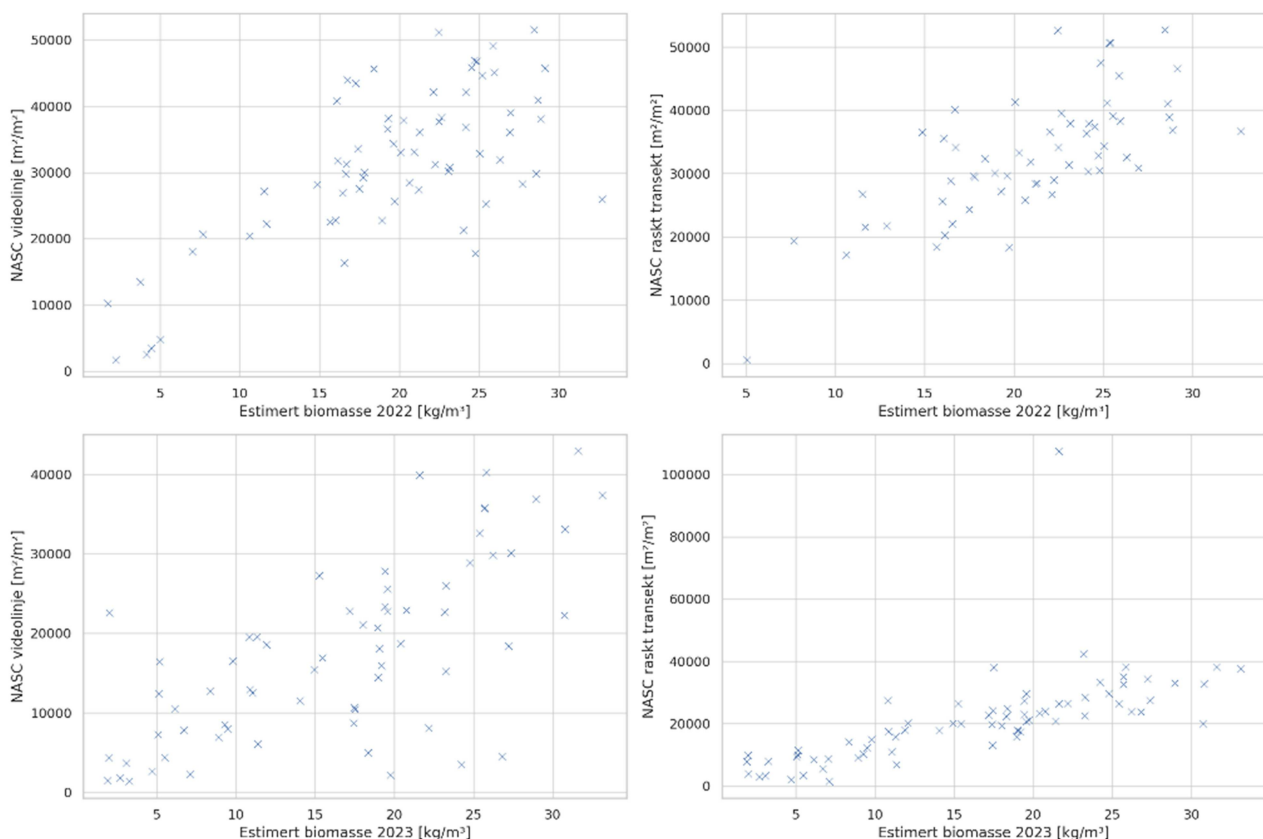 50000
40000
30000
20000
10000
0
NASC videolinje [m²/m²]
5 10 15 20 25 30
Estimert biomasse 2022 [kg/m³]
50000
40000
30000
20000
10000
0
NASC raskt transekt [m²/m²]
5 10 15 20 25 30
Estimert biomasse 2022 [kg/m³]
40000
30000
20000
10000
0
NASC videolinje [m²/m²]
5 10 15 20 25 30
Estimert biomasse 2023 [kg/m³]
100000
80000
60000
40000
20000
0
NASC raskt transekt [m²/m²]
5 10 15 20 25 30
Estimert biomasse 2023 [kg/m³]